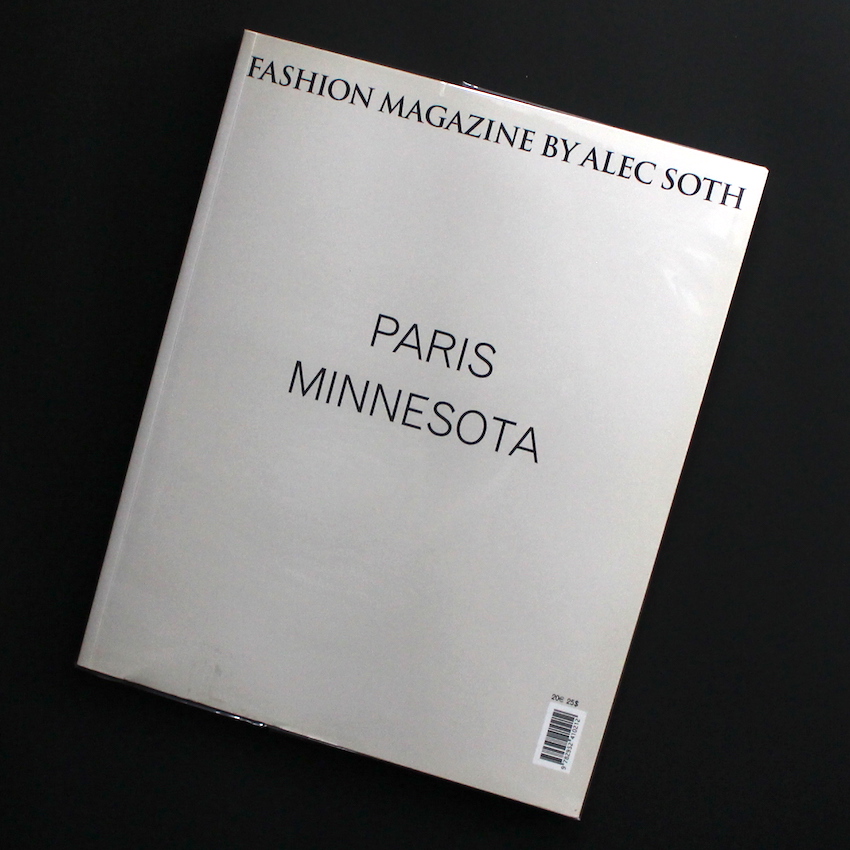 FASHION MAGAZINE BY ALEC SOTH
PARIS
MINNESOTA
20€ 25$